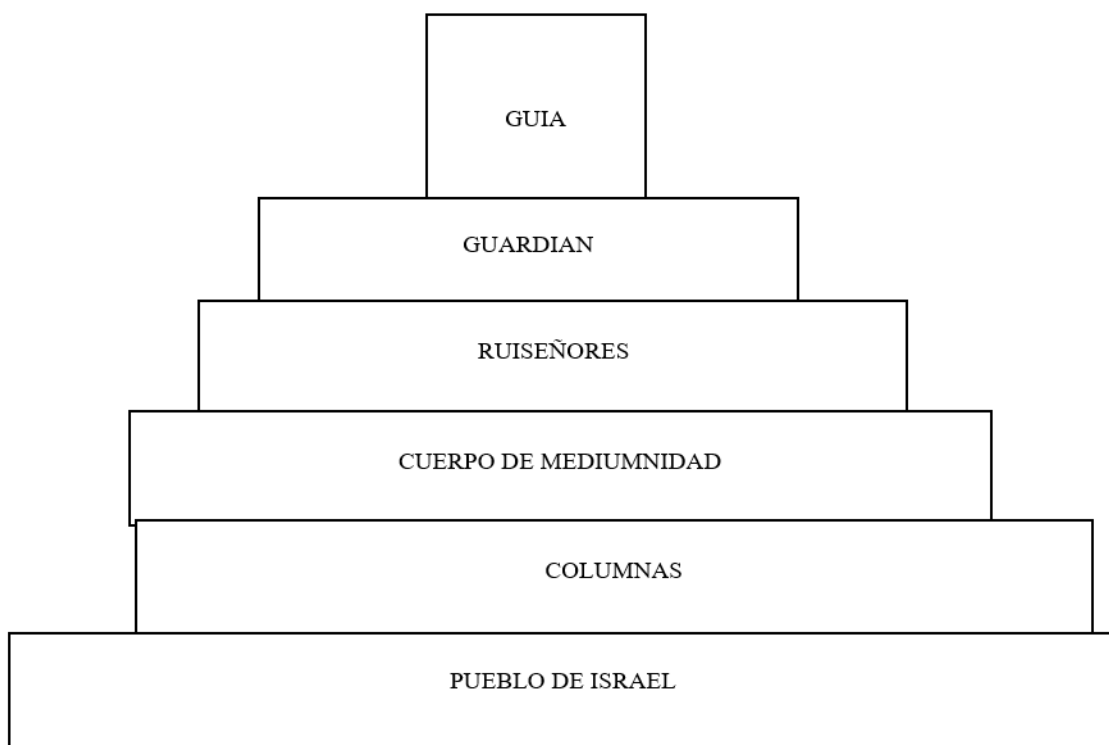 GUIA
GUARDIAN
RUISEÑORES
CUERPO DE MEDIUMNIDAD
COLUMNAS
PUEBLO DE ISRAEL